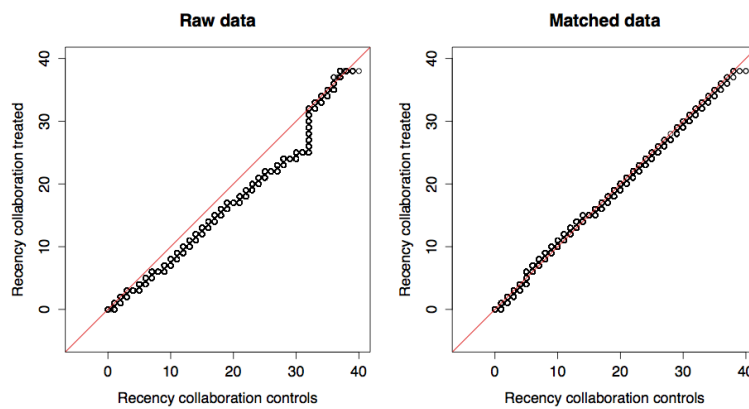 Raw data
Recency collaboration treated
40
30
20
10
0
0 10 20 30 40
Recency collaboration controls
Matched data
Recency collaboration treated
40
30
20
10
0
0 10 20 30 40
Recency collaboration controls